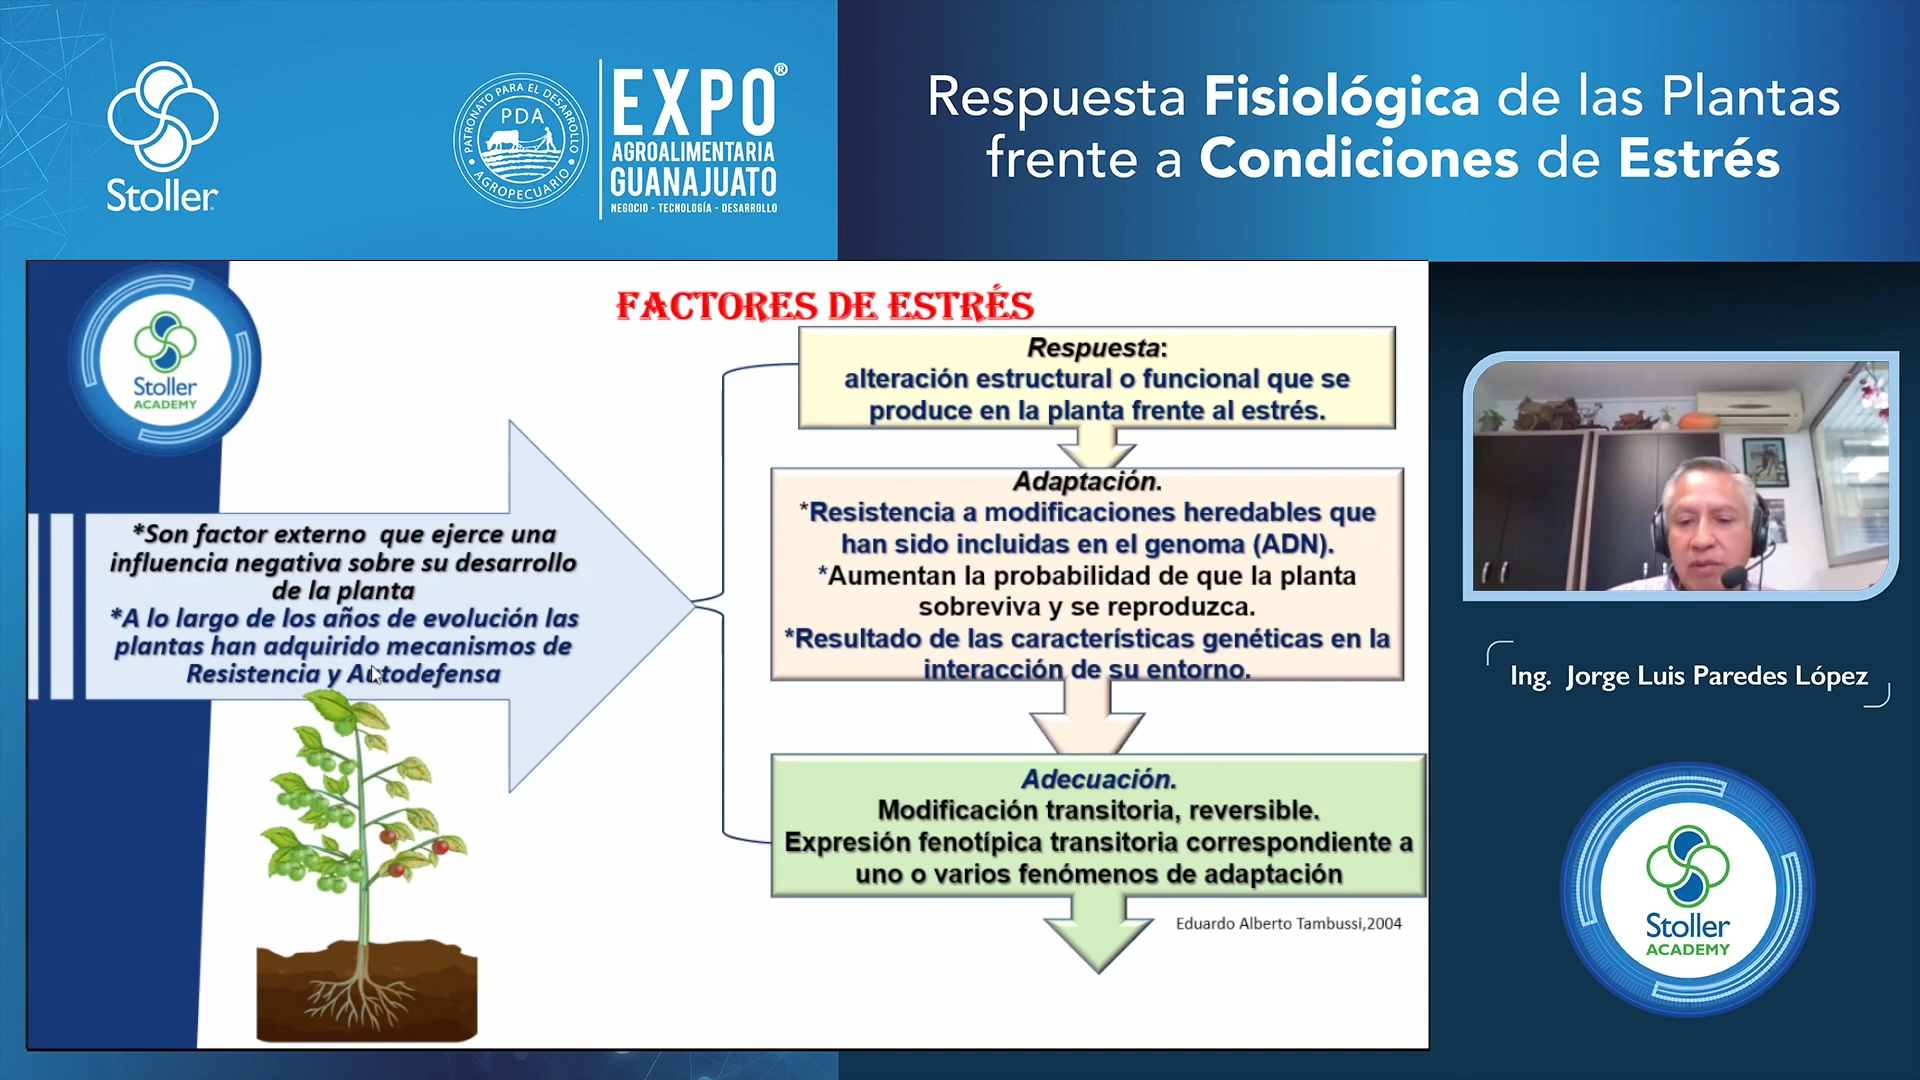 Stoller
PATRONATO PARA EL DESARROLLO
PDA
AGROPECUARIO
EXPO®
AGROALIMENTARIA
GUANAJUATO
NEGOCIO - TECNOLOGÍA - DESARROLLO
Respuesta Fisiológica de las Plantas
frente a Condiciones de Estrés
Stoller
ACADEMY
FACTORES DE ESTRÉS
*Son factor externo que ejerce una
influencia negativa sobre su desarrollo
de la planta
*A lo largo de los años de evolución las
plantas han adquirido mecanismos de
Resistencia y Autodefensa
Respuesta:
alteración estructural o funcional que se
produce en la planta frente al estrés.
Adaptación.
*Resistencia a modificaciones heredables que
han sido incluidas en el genoma (ADN).
*Aumentan la probabilidad de que la planta
sobreviva y se reproduzca.
*Resultado de las características genéticas en la
interacción de su entorno.
Adecuación.
Modificación transitoria, reversible.
Expresión fenotípica transitoria correspondiente a
uno o varios fenómenos de adaptación
Eduardo Alberto Tambussi,2004
Ing. Jorge Luis Paredes López
Stoller
ACADEMY